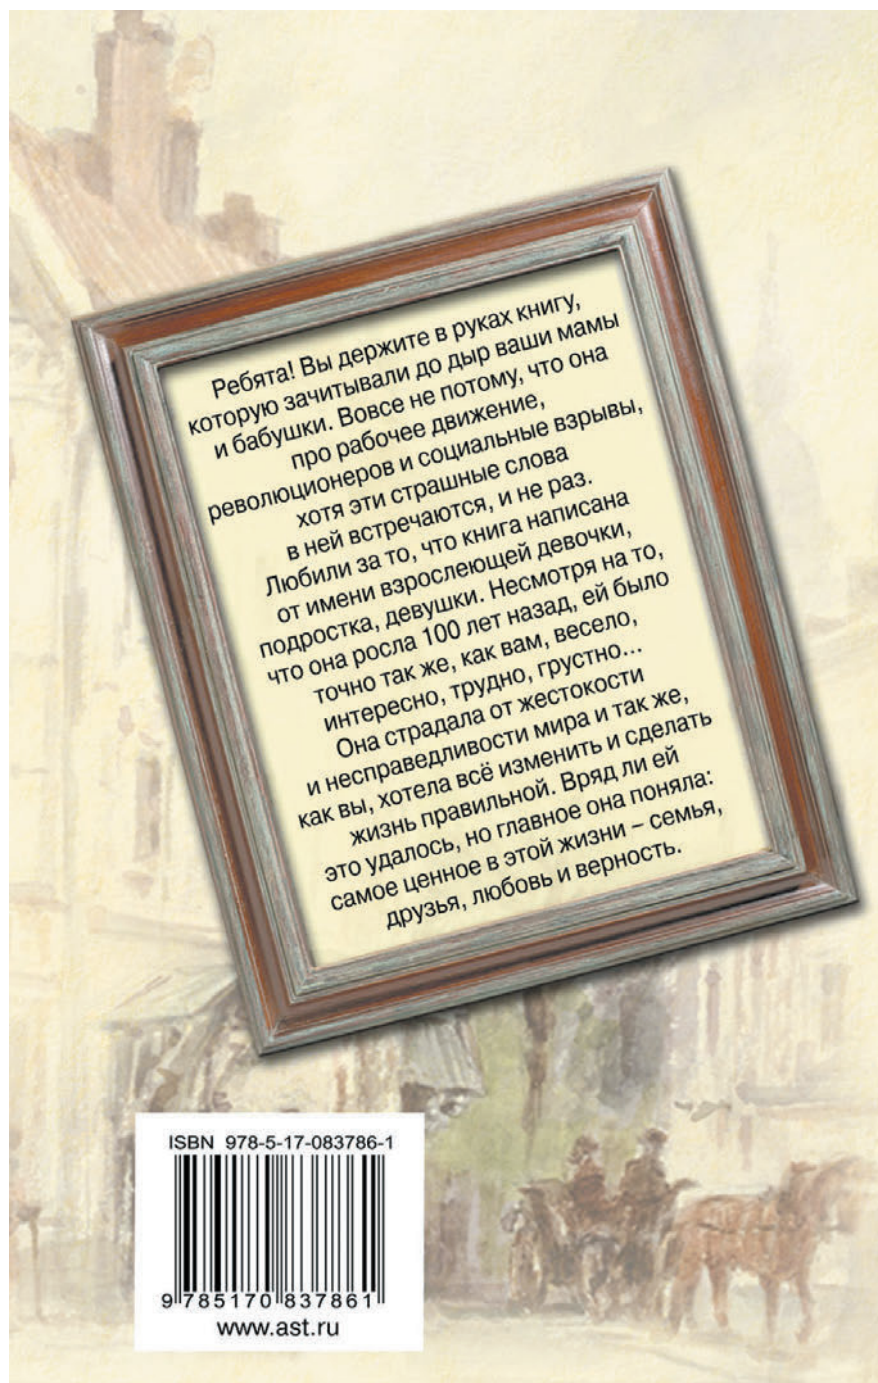 Ребята! Вы держите в руках книгу,
которую зачитывали до дыр ваши мамы
и бабушки. Вовсе не потому, что она
про рабочее движение,
революционеров и социальные взрывы,
хотя эти страшные слова
в ней встречаются, и не раз.
Любили за то, что книга написана
от имени взрослеющей девочки,
подростка, девушки. Несмотря на то,
что она росла 100 лет назад, ей было
точно так же, как вам, весело,
интересно, трудно, грустно...
Она страдала от жестокости
и несправедливости мира и так же,
как вы, хотела всё изменить и сделать
жизнь правильной. Вряд ли ей
это удалось, но главное она поняла:
самое ценное в этой жизни – семья,
друзья, любовь и верность.
ISBN 978-5-17-083786-1
9 785170 837861
www.ast.ru